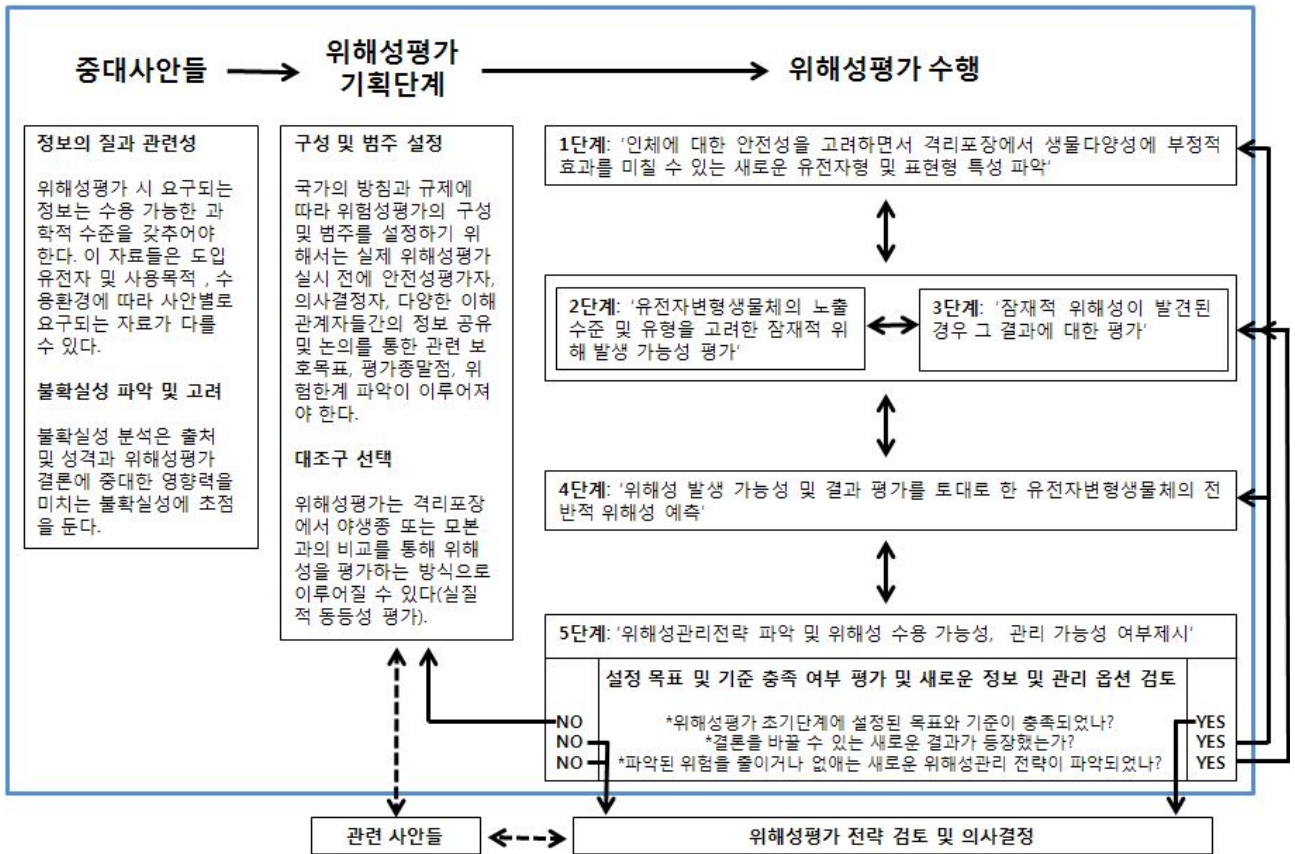 중대사안들
위해성평가
기획단계
위해성평가 수행
정보의 질과 관련성
위해성평가 시 요구되는
정보는 수용 가능한 과
학적 수준을 갖추어야
한다. 이 자료들은 도입
유전자 및 사용목적 , 수
용환경에 따라 사안별로
요구되는 자료가 다를
수 있다.
불확실성 파악 및 고려
불확실성 분석은 출처
및 성격과 위해성평가
결론에 중대한 영향력을
미치는 불확실성에 초점
을 둔다.
구성 및 범주 설정
국가의 방침과 규제에
따라 위험성평가의 구성
및 범주를 설정하기 위
해서는 실제 위해성평가
실시 전에 안전성평가자,
의사결정자, 다양한 이해
관계자들간의 정보 공유
및 논의를 통한 관련 보
호목표, 평가종말점, 위
험한계 파악이 이루어져
야 한다.
대조구 선택
위해성평가는 격리포장
에서 야생종 또는 모본
과의 비교를 통해 위해
성을 평가하는 방식으로
이루어질 수 있다(실질
적 동등성 평가).
1단계: '인체에 대한 안전성을 고려하면서 격리포장에서 생물다양성에 부정적
효과를 미칠 수 있는 새로운 유전자형 및 표현형 특성 파악'
2단계: '유전자변형생물체의 노출
수준 및 유형을 고려한 잠재적 위
해 발생 가능성 평가'
3단계: '잠재적 위해성이 발견된
경우 그 결과에 대한 평가'
4단계: '위해성 발생 가능성 및 결과 평가를 토대로 한 유전자변형생물체의 전
반적 위해성 예측'
5단계: '위해성관리전략 파악 및 위해성 수용 가능성, 관리 가능성 여부제시'
설정 목표 및 기준 충족 여부 평가 및 새로운 정보 및 관리 옵션 검토
NO *위해성평가 초기단계에 설정된 목표와 기준이 충족되었나? YES
NO *결론을 바꿀 수 있는 새로운 결과가 등장했는가? YES
NO *파악된 위험을 줄이거나 없애는 새로운 위해성관리 전략이 파악되었나? YES
관련 사안들
위해성평가 전략 검토 및 의사결정